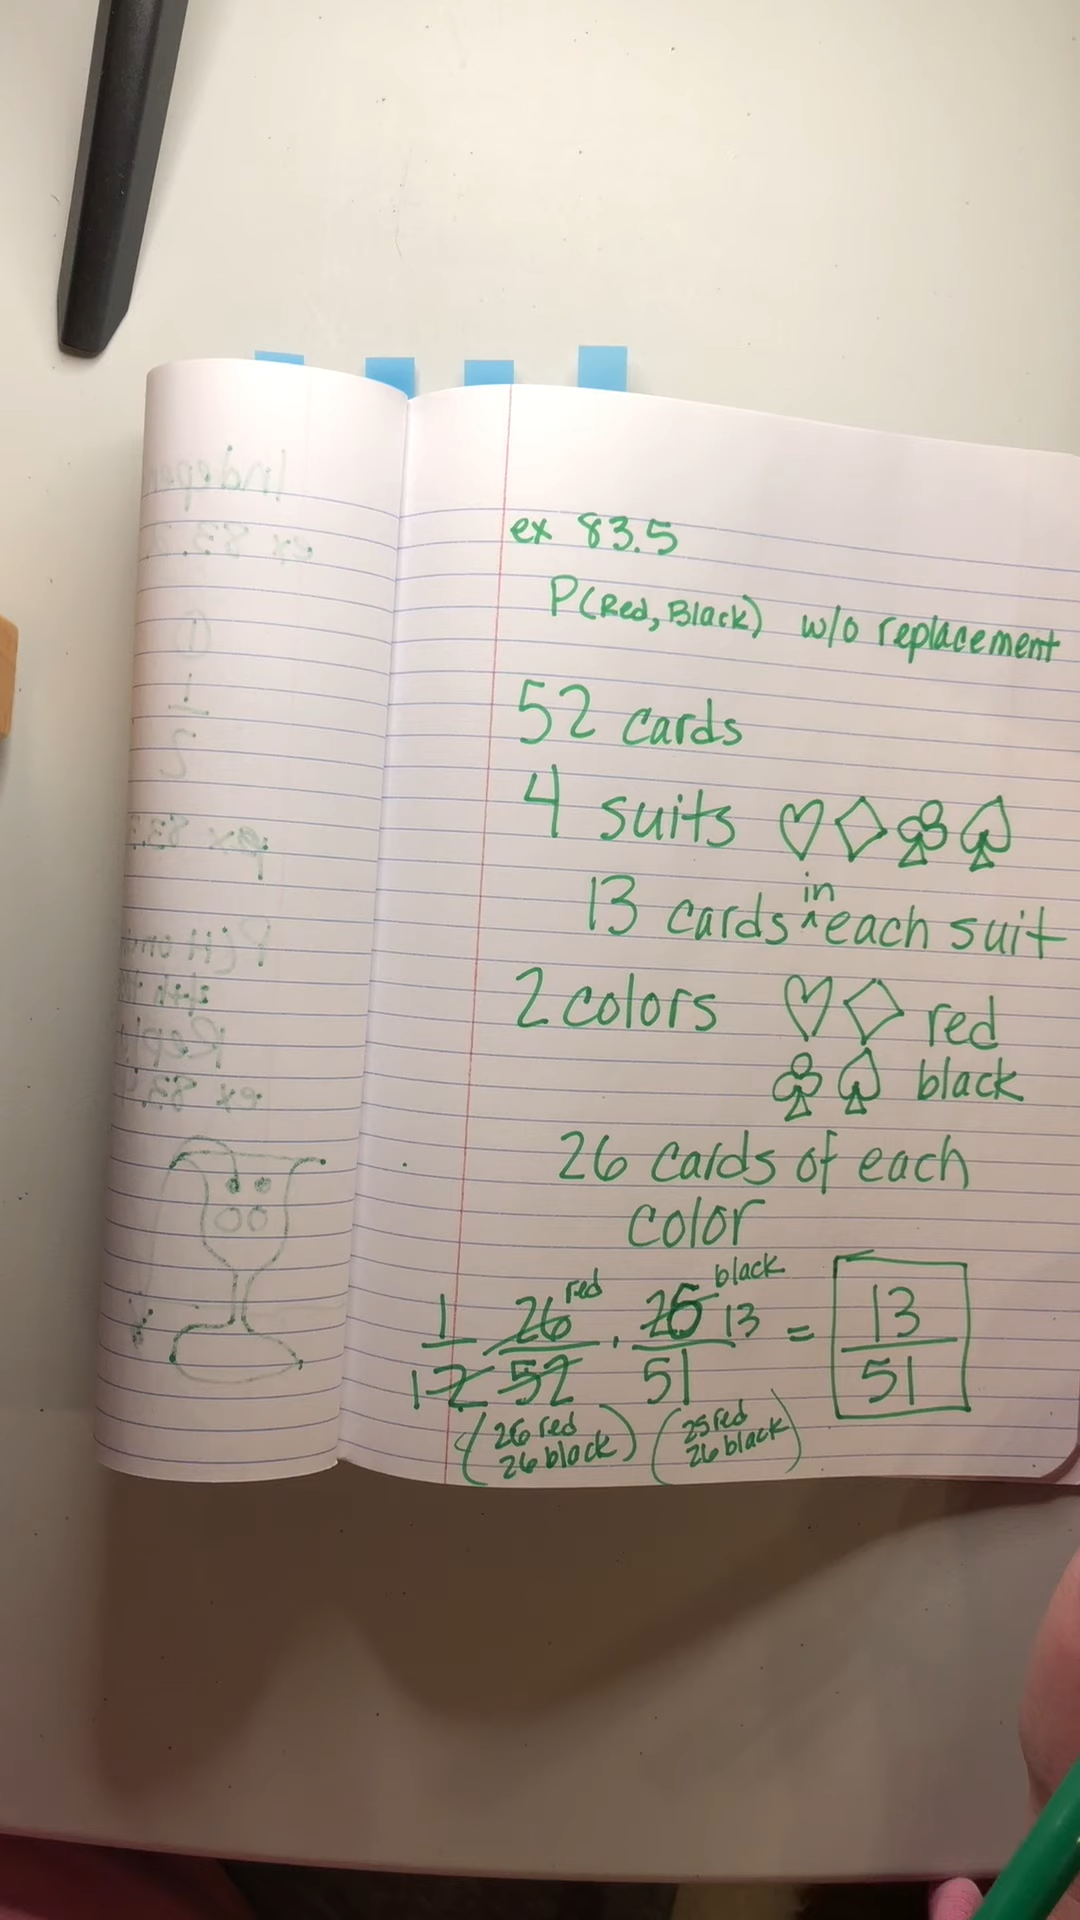 ex 83.5
P(Red, Black) w/o replacement
52 cards
4 suits ♡♢♧♤
13 cards in each suit
2 colors ♡♢ red
♧♤ black
26 cards of each
color
1/12 26/52 red · 26/51 black 13 = 13/51
(26 red 26 black) (25 red 26 black)